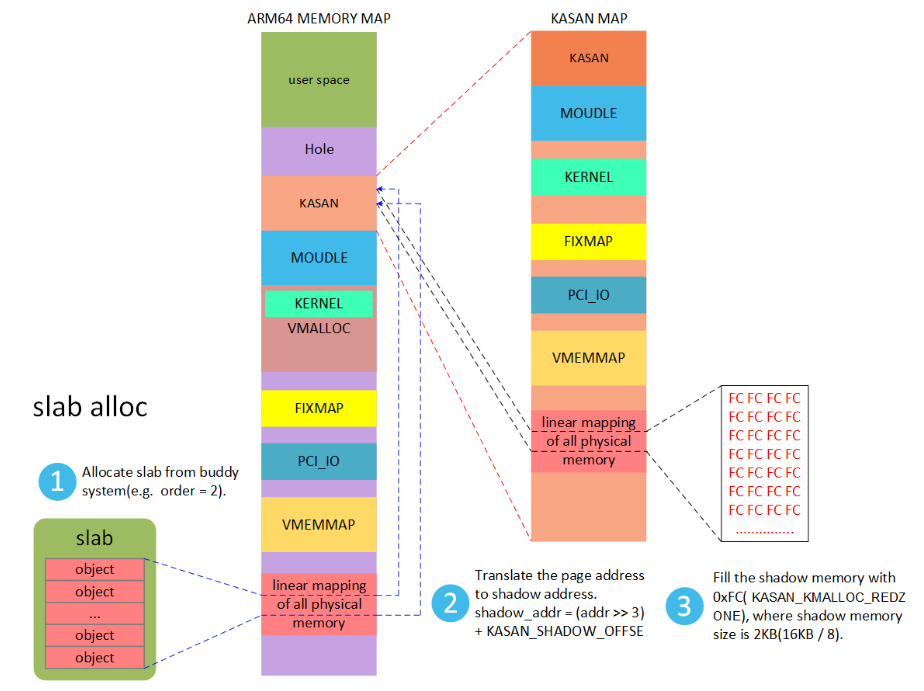 ARM64 MEMORY MAP
user space
Hole
KASAN
MOUDLE
KERNEL
VMALLOC
FIXMAP
PCI_IO
VMEMMAP
linear mapping
of all physical
memory
KASAN MAP
KASAN
MOUDLE
KERNEL
FIXMAP
PCI_IO
VMEMMAP
linear mapping
of all physical
memory
FC FC FC FC
FC FC FC FC
FC FC FC FC
FC FC FC FC
FC FC FC FC
FC FC FC FC
FC FC FC FC
...............
slab alloc
1
Allocate slab from buddy
system(e.g. order = 2).
slab
object
object
...
object
object
2
Translate the page address
to shadow address.
shadow_addr = (addr >> 3)
+ KASAN_SHADOW_OFFSE
3
Fill the shadow memory with
0xFC( KASAN_KMALLOC_REDZ
ONE), where shadow memory
size is 2KB(16KB / 8).